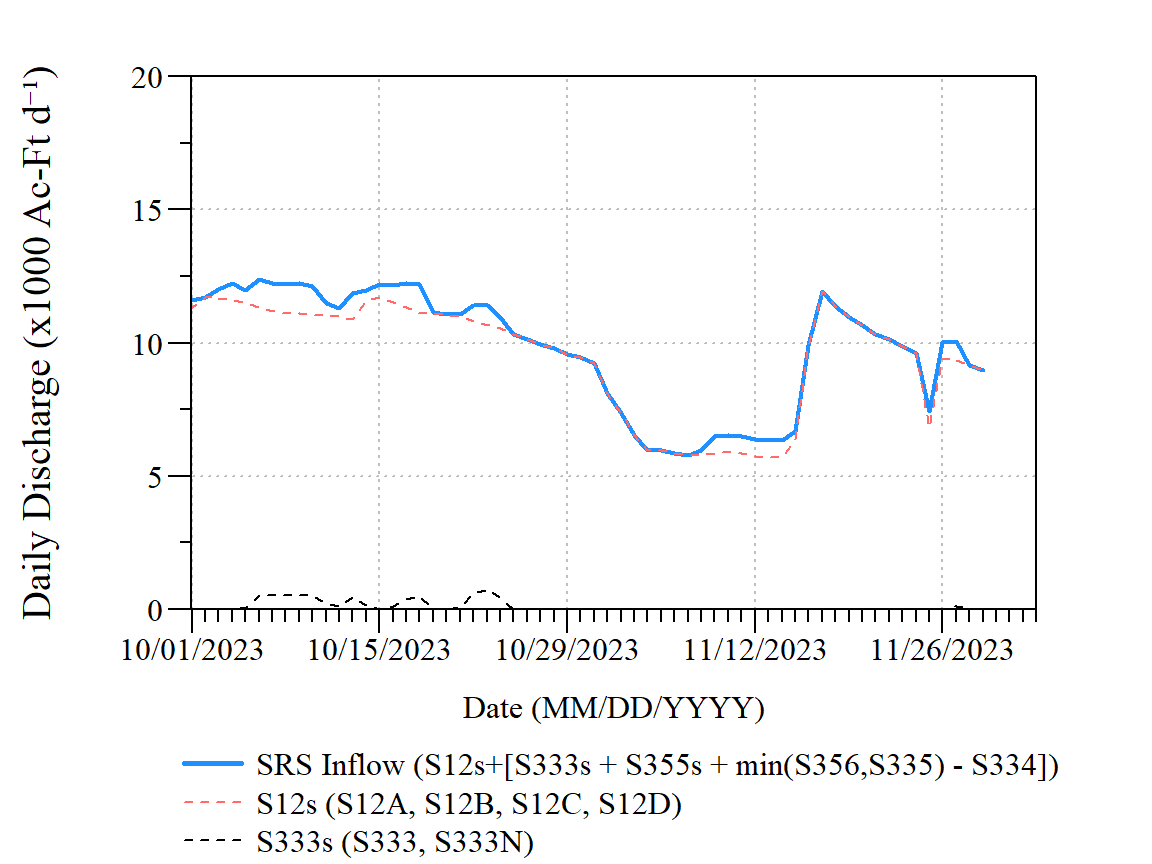 Daily Discharge (x1000 Ac-Ft d⁻¹)
20
15
10
5
0
10/01/2023 10/15/2023 10/29/2023 11/12/2023 11/26/2023
Date (MM/DD/YYYY)
SRS Inflow (S12s+[S333s + S355s + min(S356,S335) - S334])
S12s (S12A, S12B, S12C, S12D)
S333s (S333, S333N)